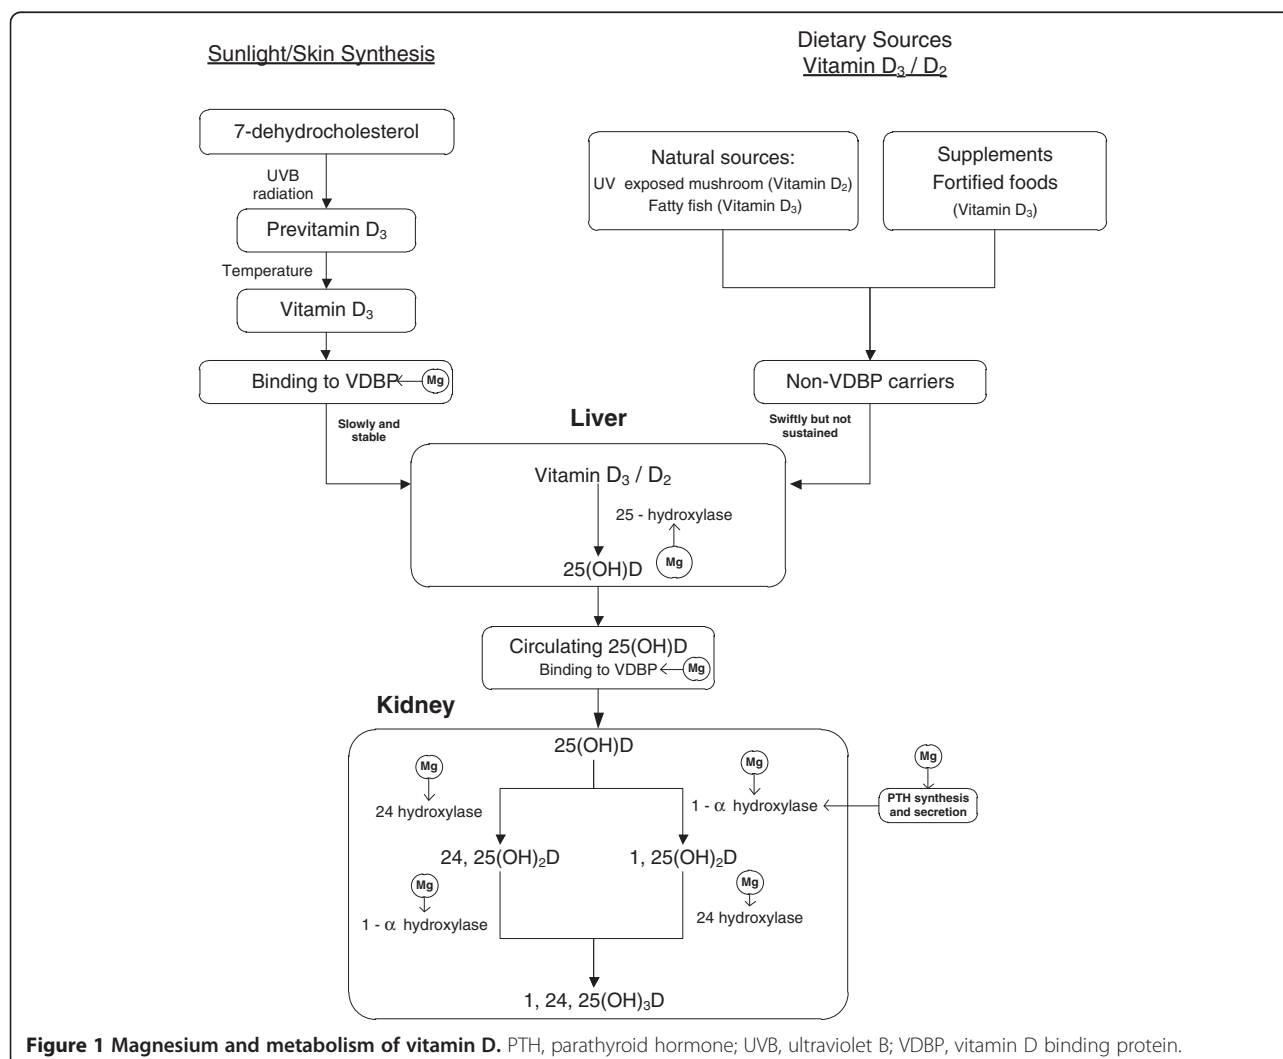 Sunlight/Skin Synthesis
Dietary Sources
Vitamin D₃ / D₂
7-dehydrocholesterol
UVB
radiation
Previtamin D₃
Temperature
Vitamin D₃
Binding to VDBP
Mg
Slowly and
stable
Natural sources:
UV exposed mushroom (Vitamin D₂)
Fatty fish (Vitamin D₃)
Supplements
Fortified foods
(Vitamin D₃)
Non-VDBP carriers
Swiftly but not
sustained
Liver
Vitamin D₃ / D₂
25 - hydroxylase
Mg
25(OH)D
Circulating 25(OH)D
Binding to VDBP
Mg
Kidney
25(OH)D
Mg
24 hydroxylase
Mg
1 - α hydroxylase
Mg
PTH synthesis
and secretion
24, 25(OH)₂D
1, 25(OH)₂D
Mg
1 - α hydroxylase
Mg
24 hydroxylase
1, 24, 25(OH)₃D
Figure 1 Magnesium and metabolism of vitamin D. PTH, parathyroid hormone; UVB, ultraviolet B; VDBP, vitamin D binding protein.